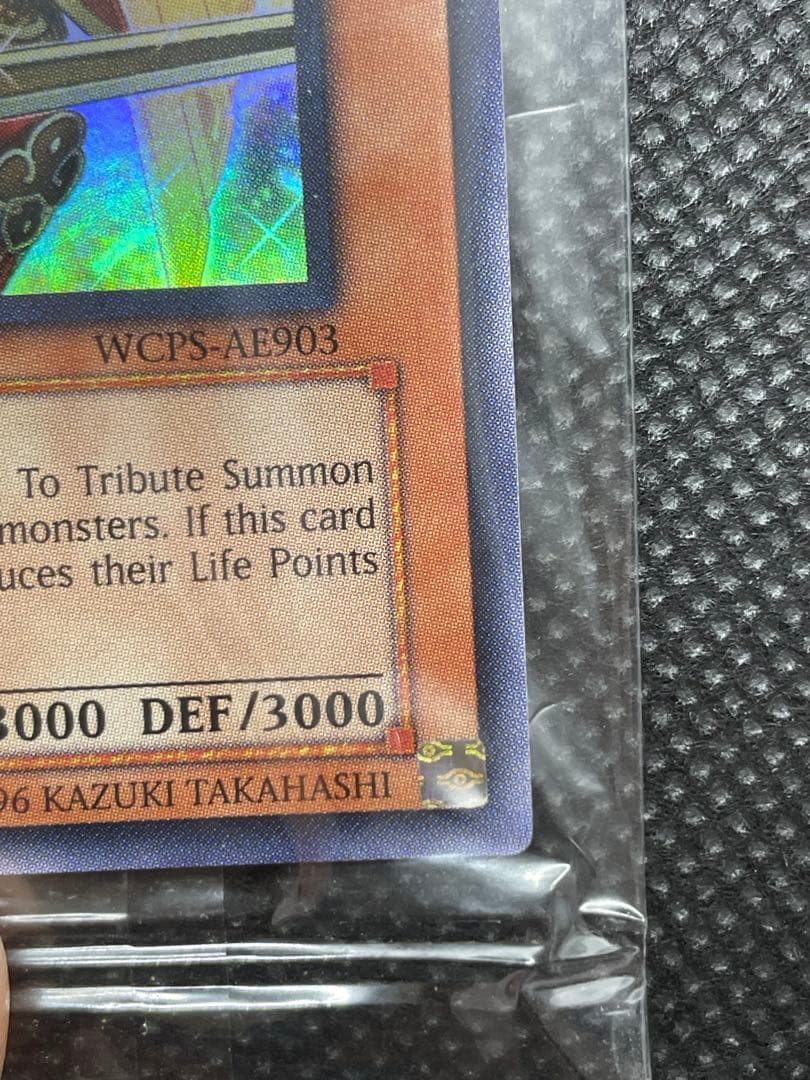 WCPS-AE903
To Tribute Summon
monsters. If this card
uces their Life Points
3000 DEF/3000
96 KAZUKI TAKAHASHI